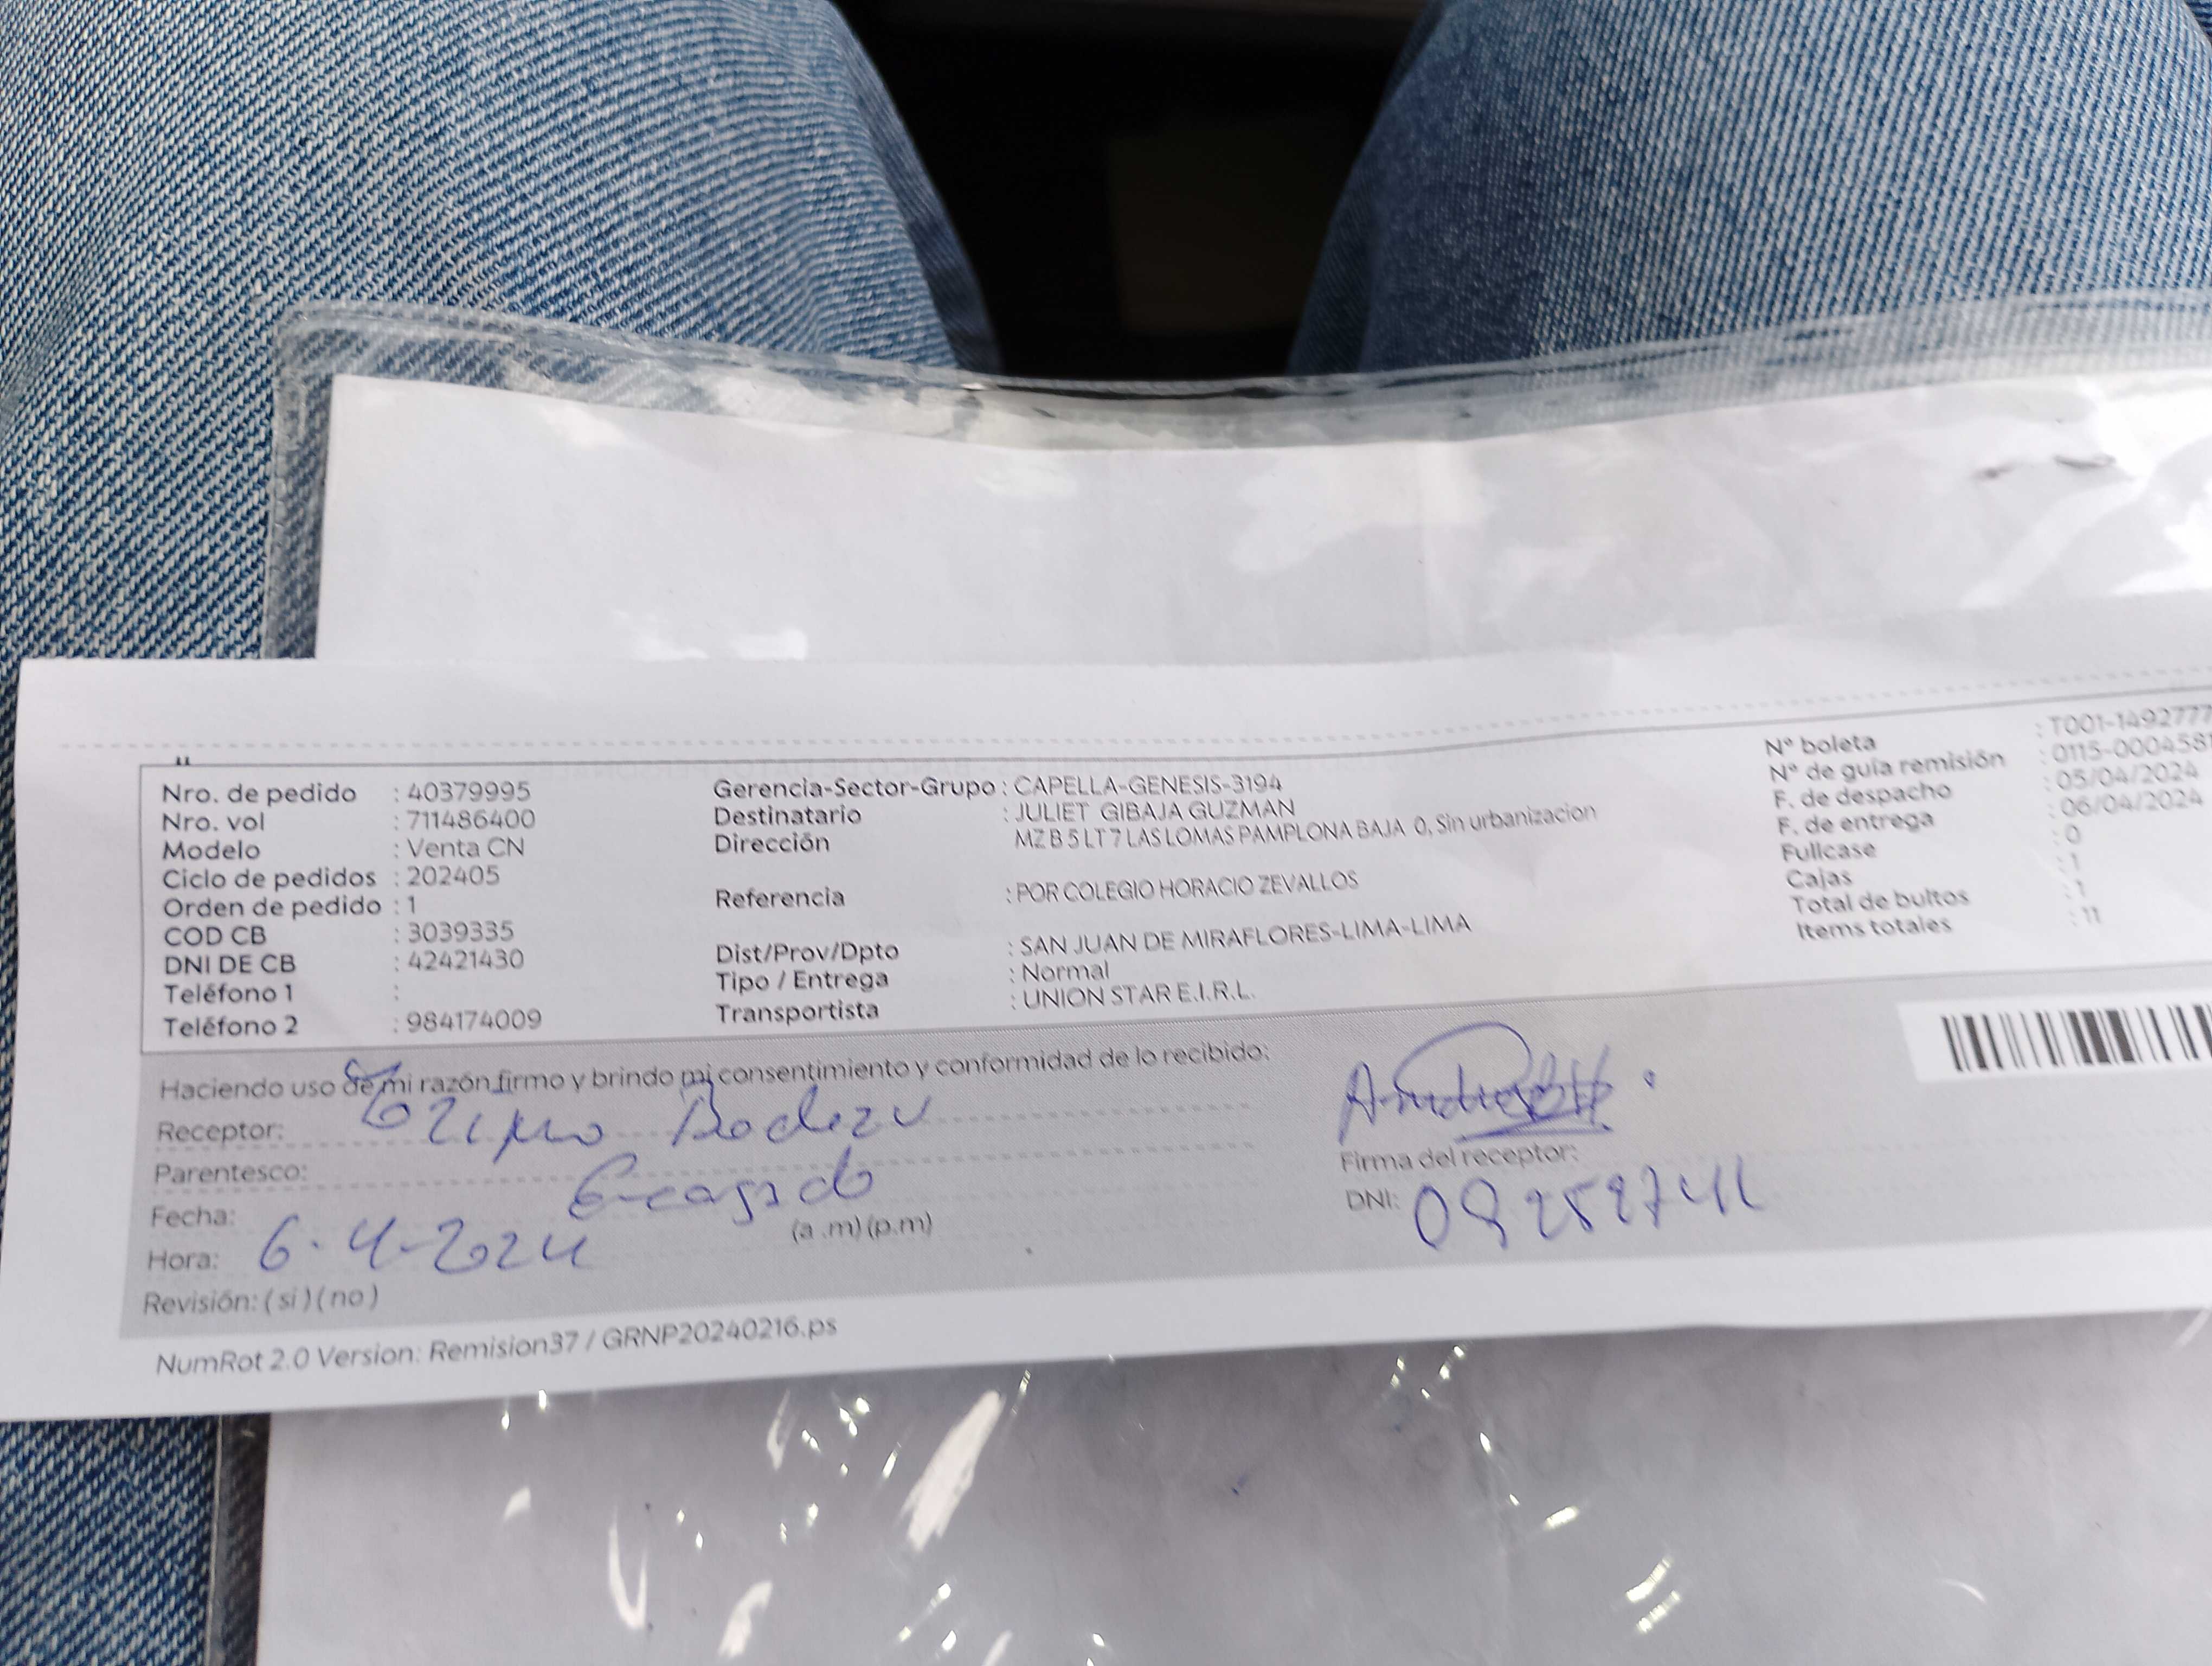 Nro. de pedido : 40379995
Nro. vol : 711486400
Modelo : Venta CN
Ciclo de pedidos : 202405
Orden de pedido : 1
COD CB : 3039335
DNI DE CB : 42421430
Teléfono 1 :
Teléfono 2 : 984174009
Gerencia-Sector-Grupo : CAPELLA-GENESIS-3194
Destinatario : JULIET GIBAJA GUZMAN
Dirección MZ B 5 LT 7 LAS LOMAS PAMPLONA BAJA 0, Sin urbanizacion
Referencia : POR COLEGIO HORACIO ZEVALLOS
Dist/Prov/Dpto : SAN JUAN DE MIRAFLORES-LIMA-LIMA
Tipo / Entrega : Normal
Transportista : UNION STAR E.I.R.L.
N° boleta : T001-1492777
N° de guía remisión : 0115-0004581
F. de despacho : 05/04/2024
F. de entrega : 06/04/2024
Fullcase : 0
Cajas : 1
Total de bultos : 1
Items totales : 11
Haciendo uso de mi razón firmo y brindo mi consentimiento y conformidad de lo recibido:
Receptor:
Parentesco:
Fecha:
Hora: 6-4-2024 (a .m) (p.m)
Revisión: ( si ) ( no )
Firma del receptor:
DNI:
NumRot 2.0 Version: Remision37 / GRNP20240216.ps